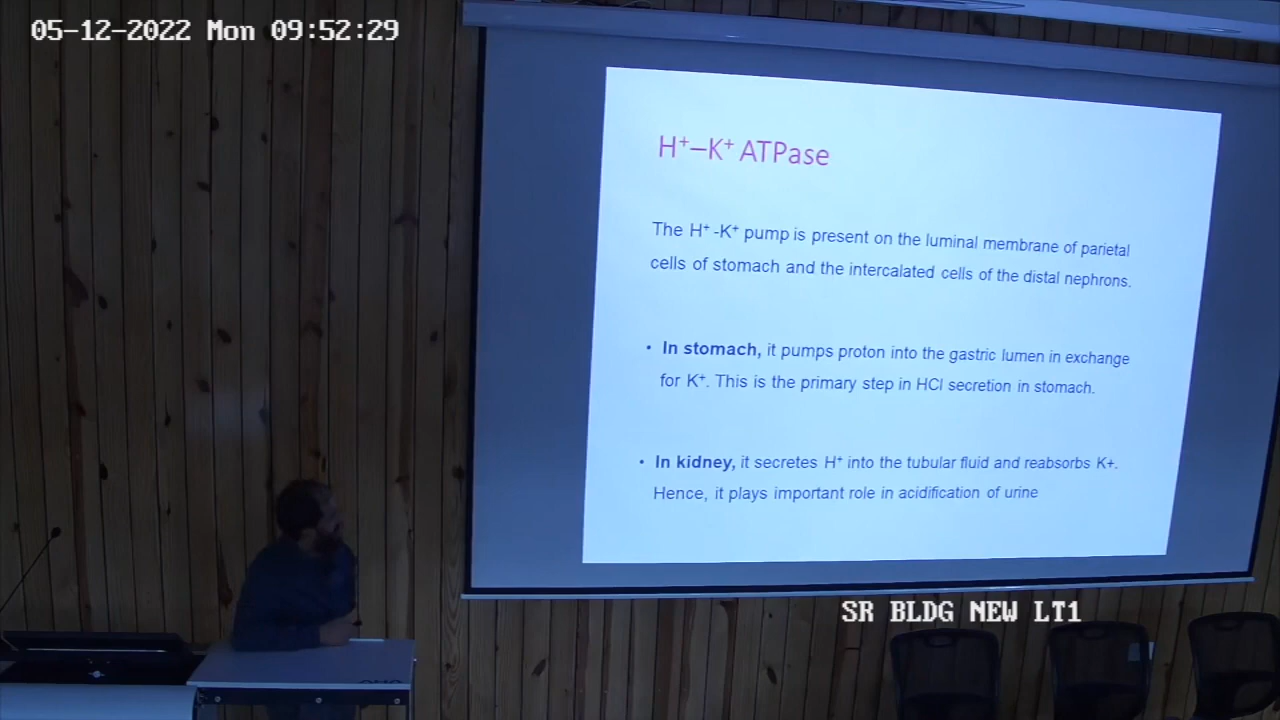 05-12-2022 Mon 09:52:29
H⁺–K⁺ ATPase
The H⁺ -K⁺ pump is present on the luminal membrane of parietal
cells of stomach and the intercalated cells of the distal nephrons.
• In stomach, it pumps proton into the gastric lumen in exchange
for K⁺. This is the primary step in HCl secretion in stomach.
• In kidney, it secretes H⁺ into the tubular fluid and reabsorbs K+.
Hence, it plays important role in acidification of urine
SR BLDG NEW LT1